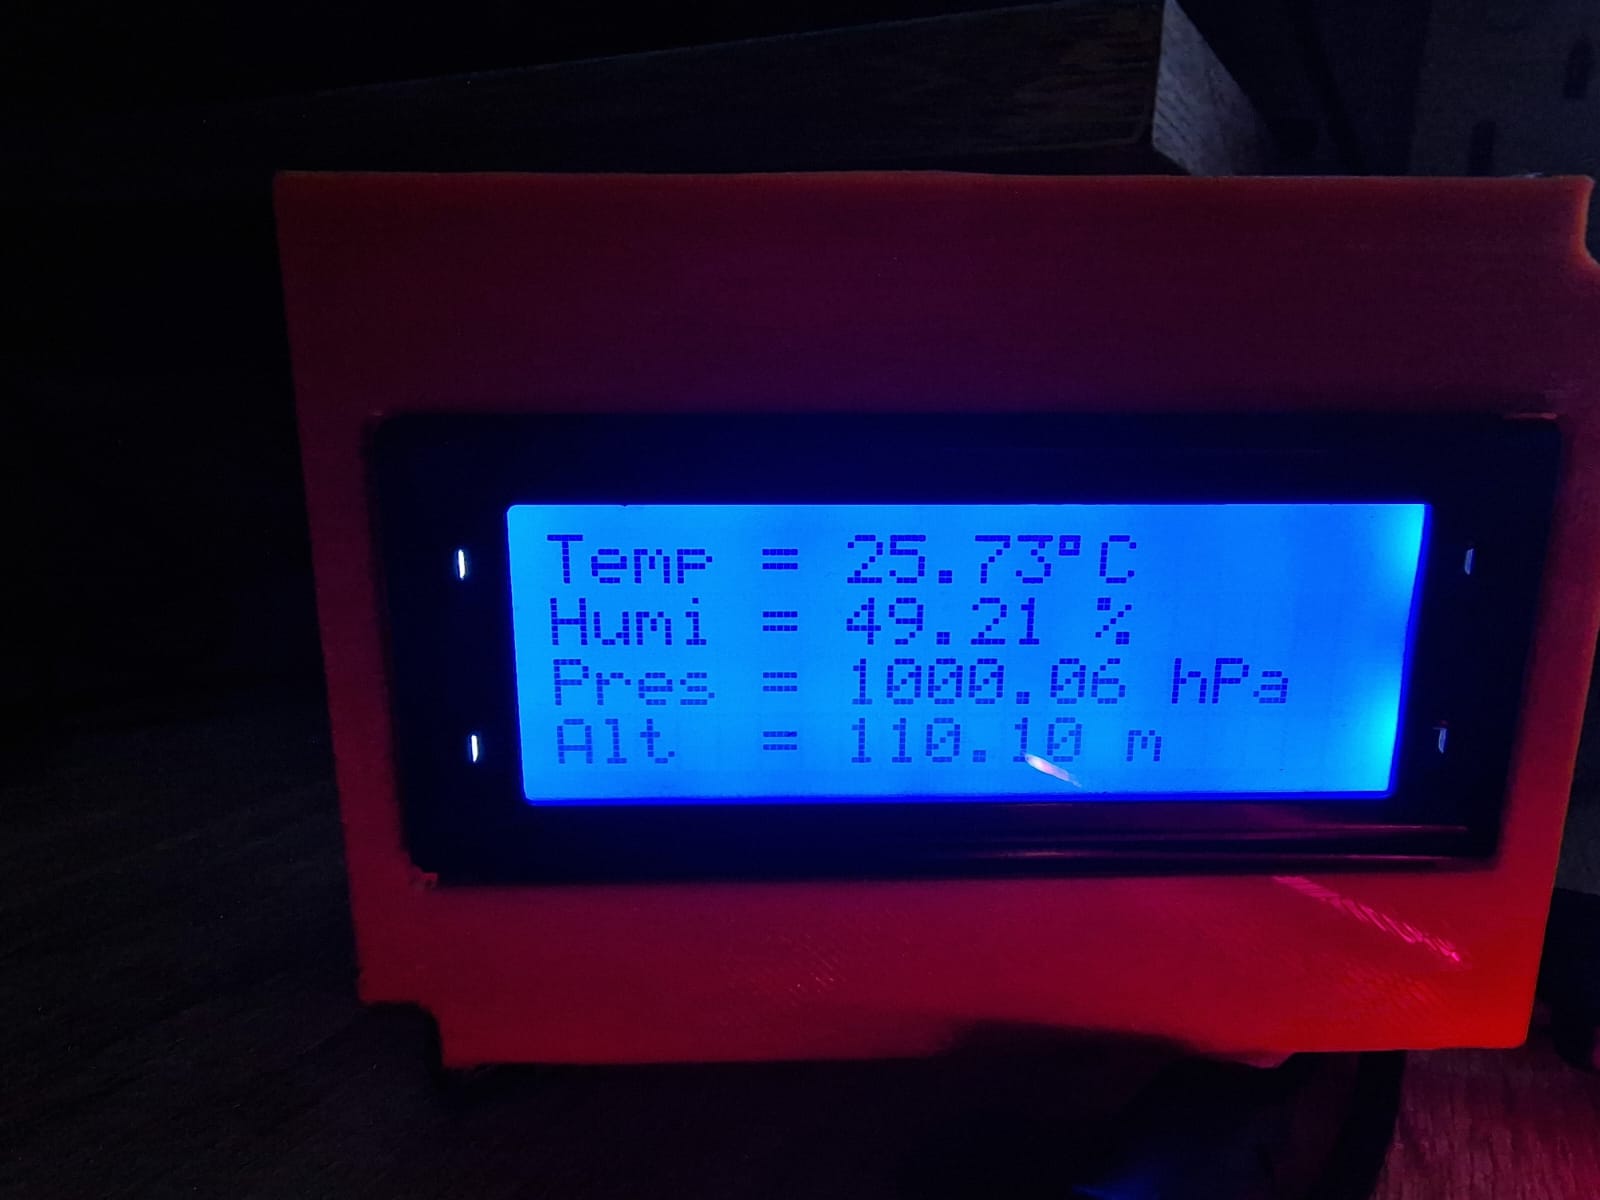 Temp = 25.73°C
Humi = 49.21 %
Pres = 1000.06 hPa
Alt  = 110.10 m